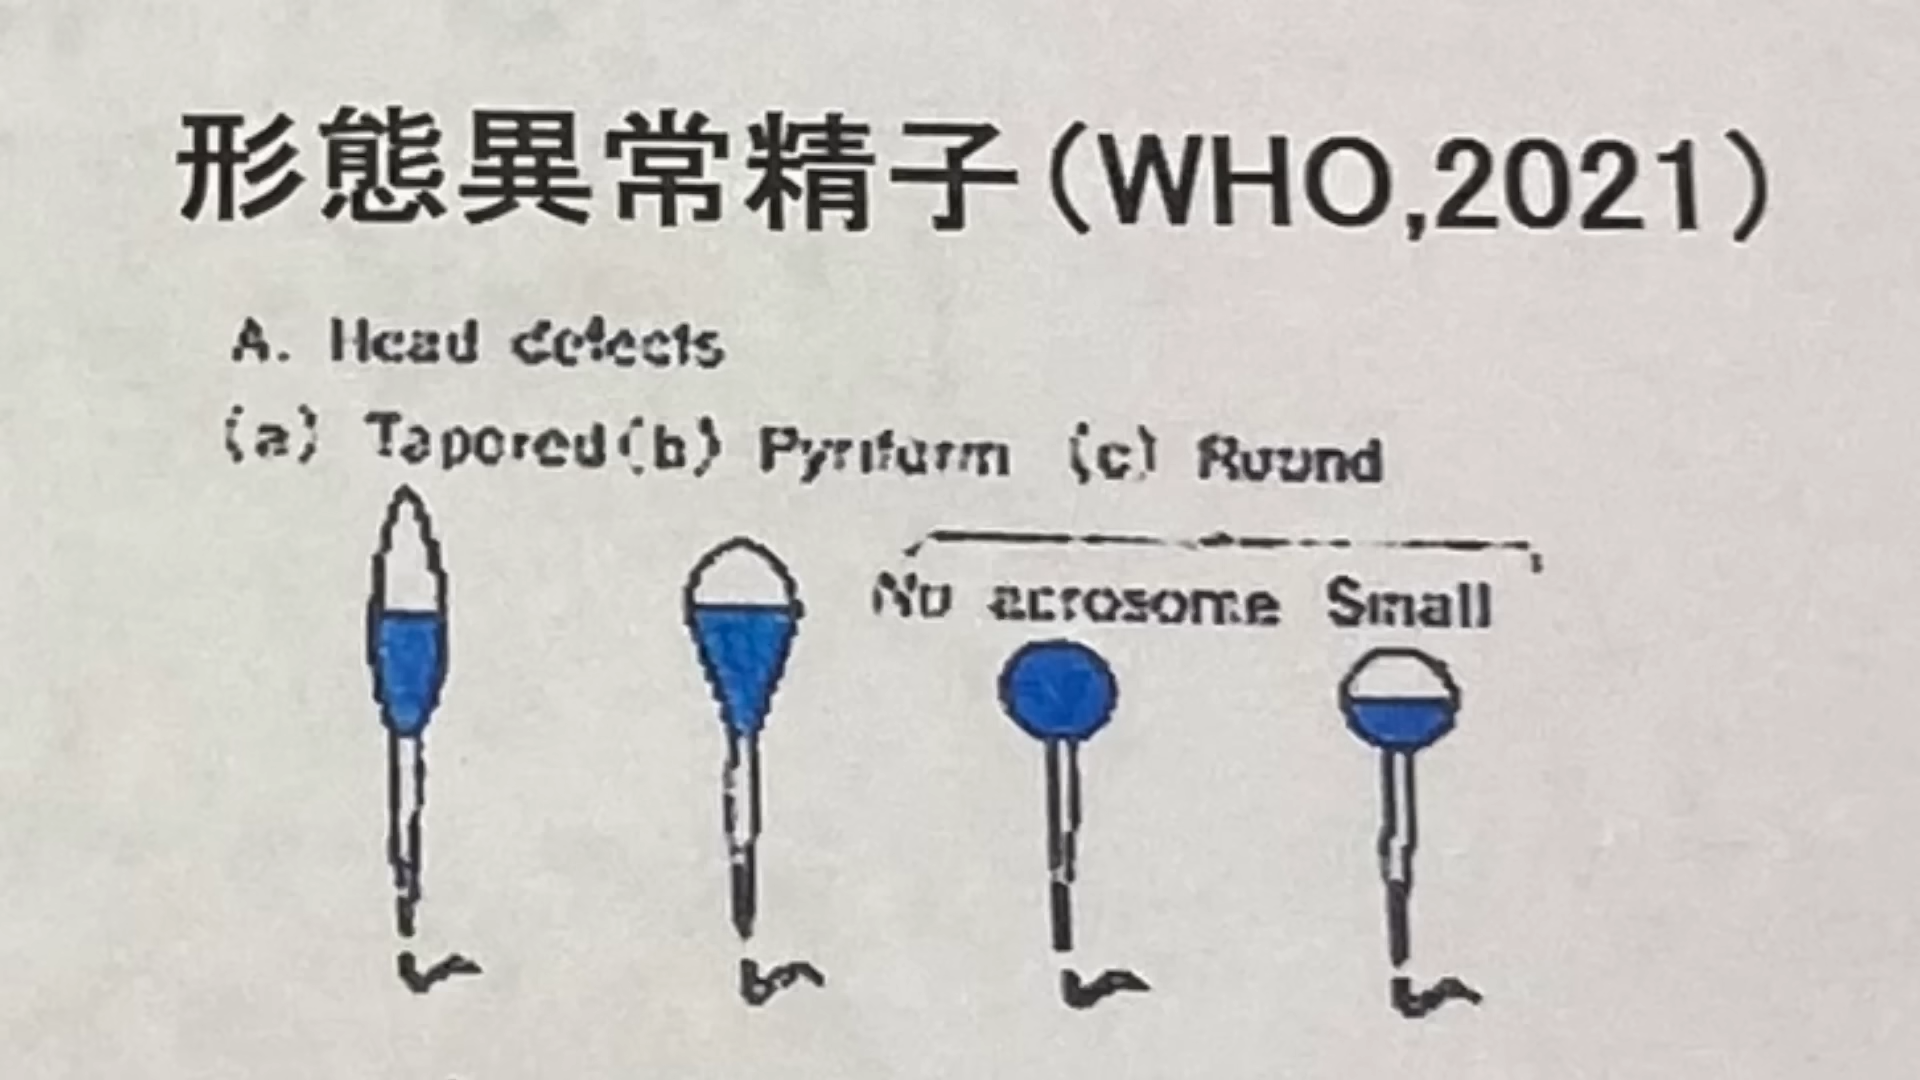 形態異常精子(WHO,2021)
A. Head defects
(a) Tapered (b) Pyriform (c) Round
No acrosome Small